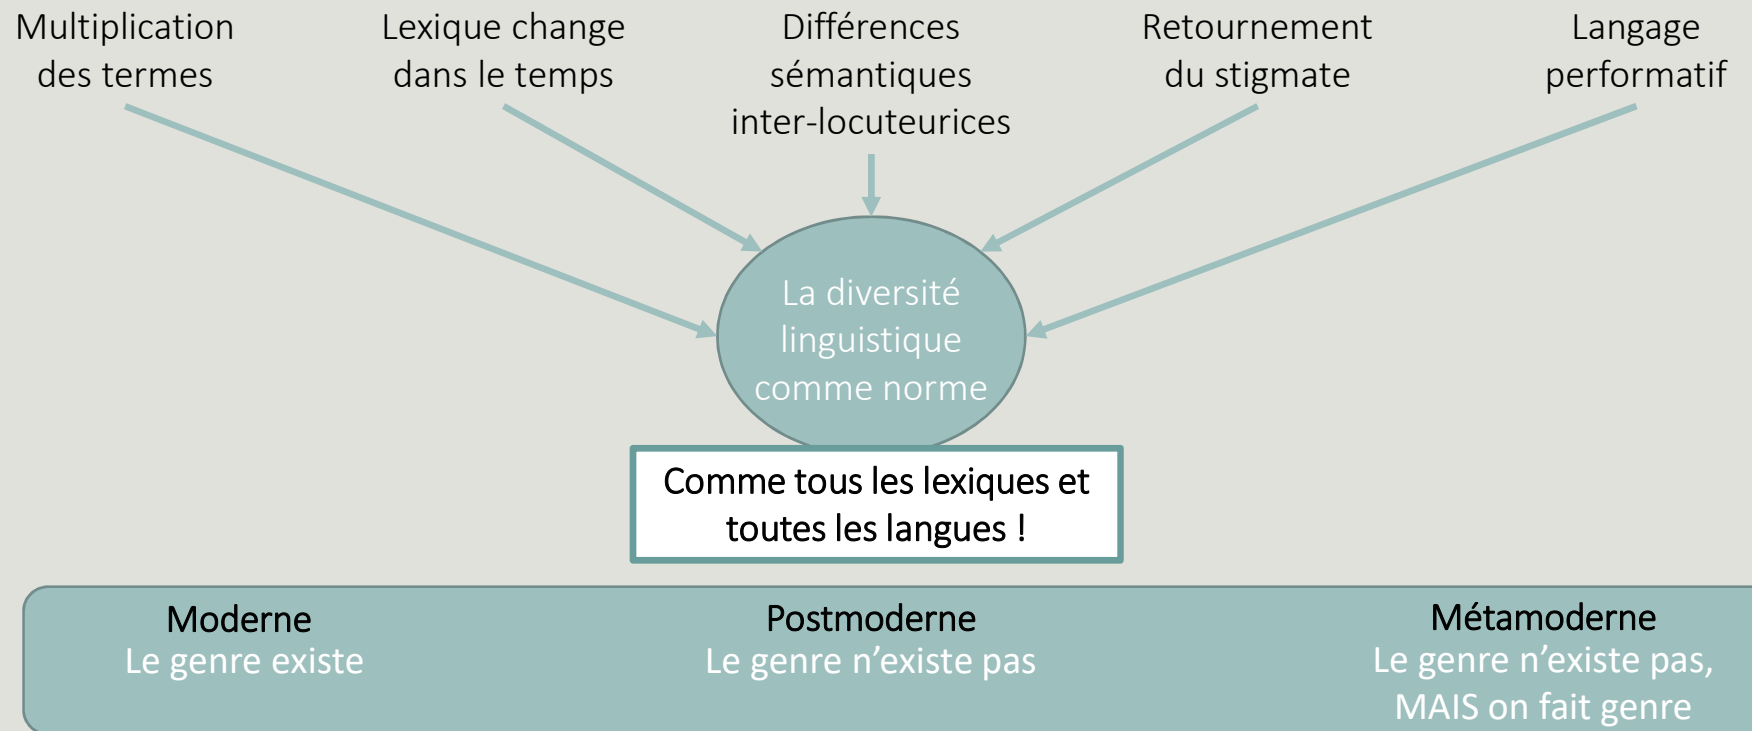 Multiplication
des termes
Lexique change
dans le temps
Différences
sémantiques
inter-locuteurices
Retournement
du stigmate
Langage
performatif
La diversité
linguistique
comme norme
Comme tous les lexiques et
toutes les langues !
Moderne
Le genre existe
Postmoderne
Le genre n’existe pas
Métamoderne
Le genre n’existe pas,
MAIS on fait genre